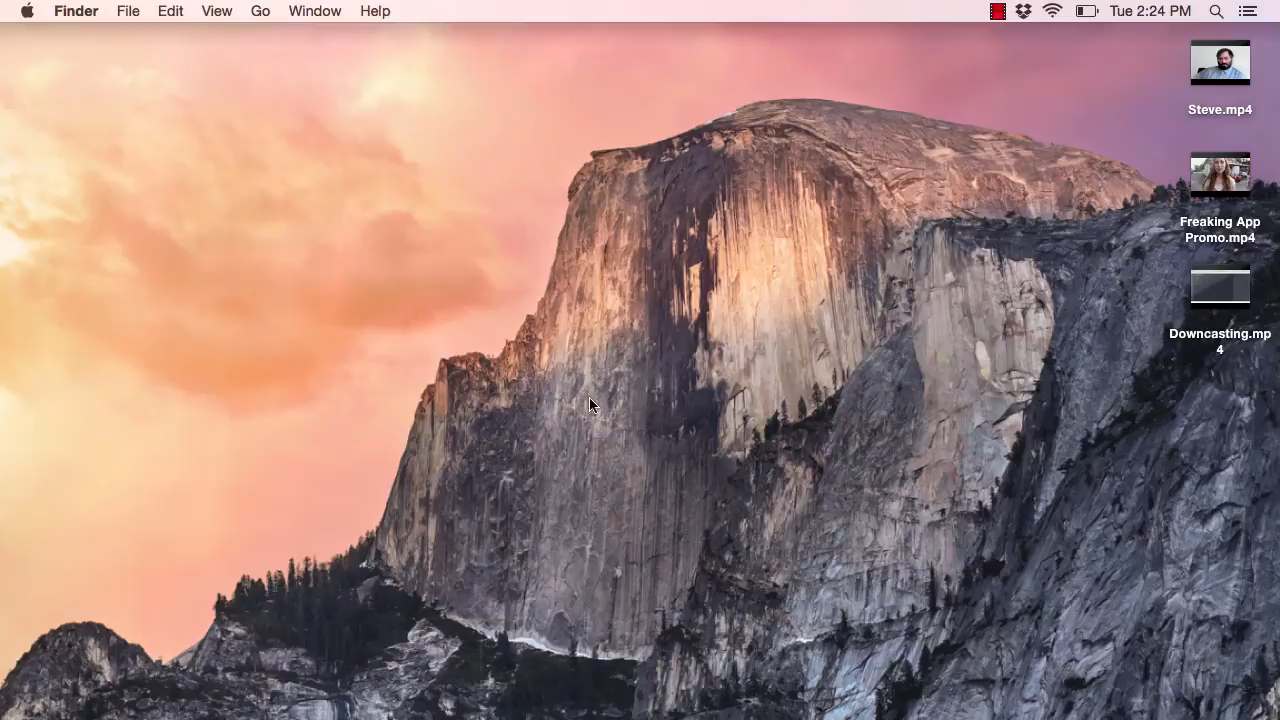 Finder File Edit View Go Window Help Tue 2:24 PM
Steve.mp4
Freaking App
Promo.mp4
Downcasting.mp
4